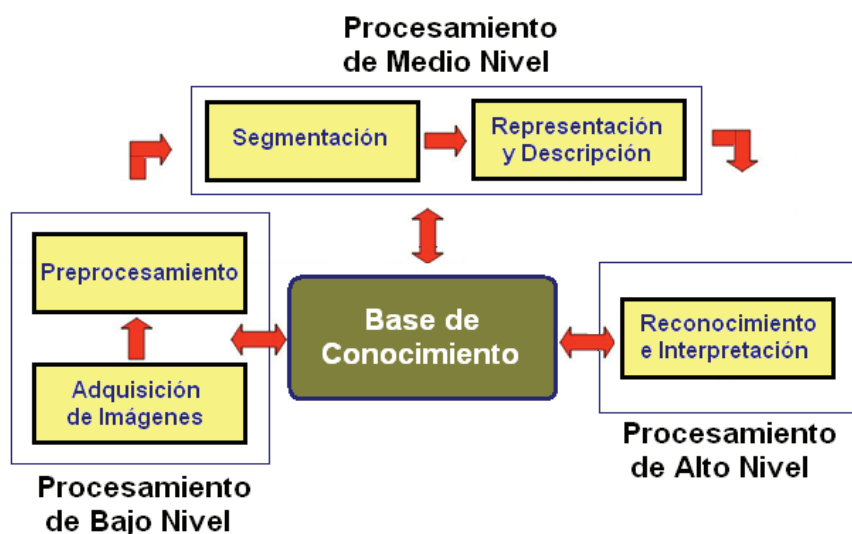 Procesamiento
de Medio Nivel
Segmentación
Representación
y Descripción
Preprocesamiento
Adquisición
de Imágenes
Procesamiento
de Bajo Nivel
Base de
Conocimiento
Reconocimiento
e Interpretación
Procesamiento
de Alto Nivel